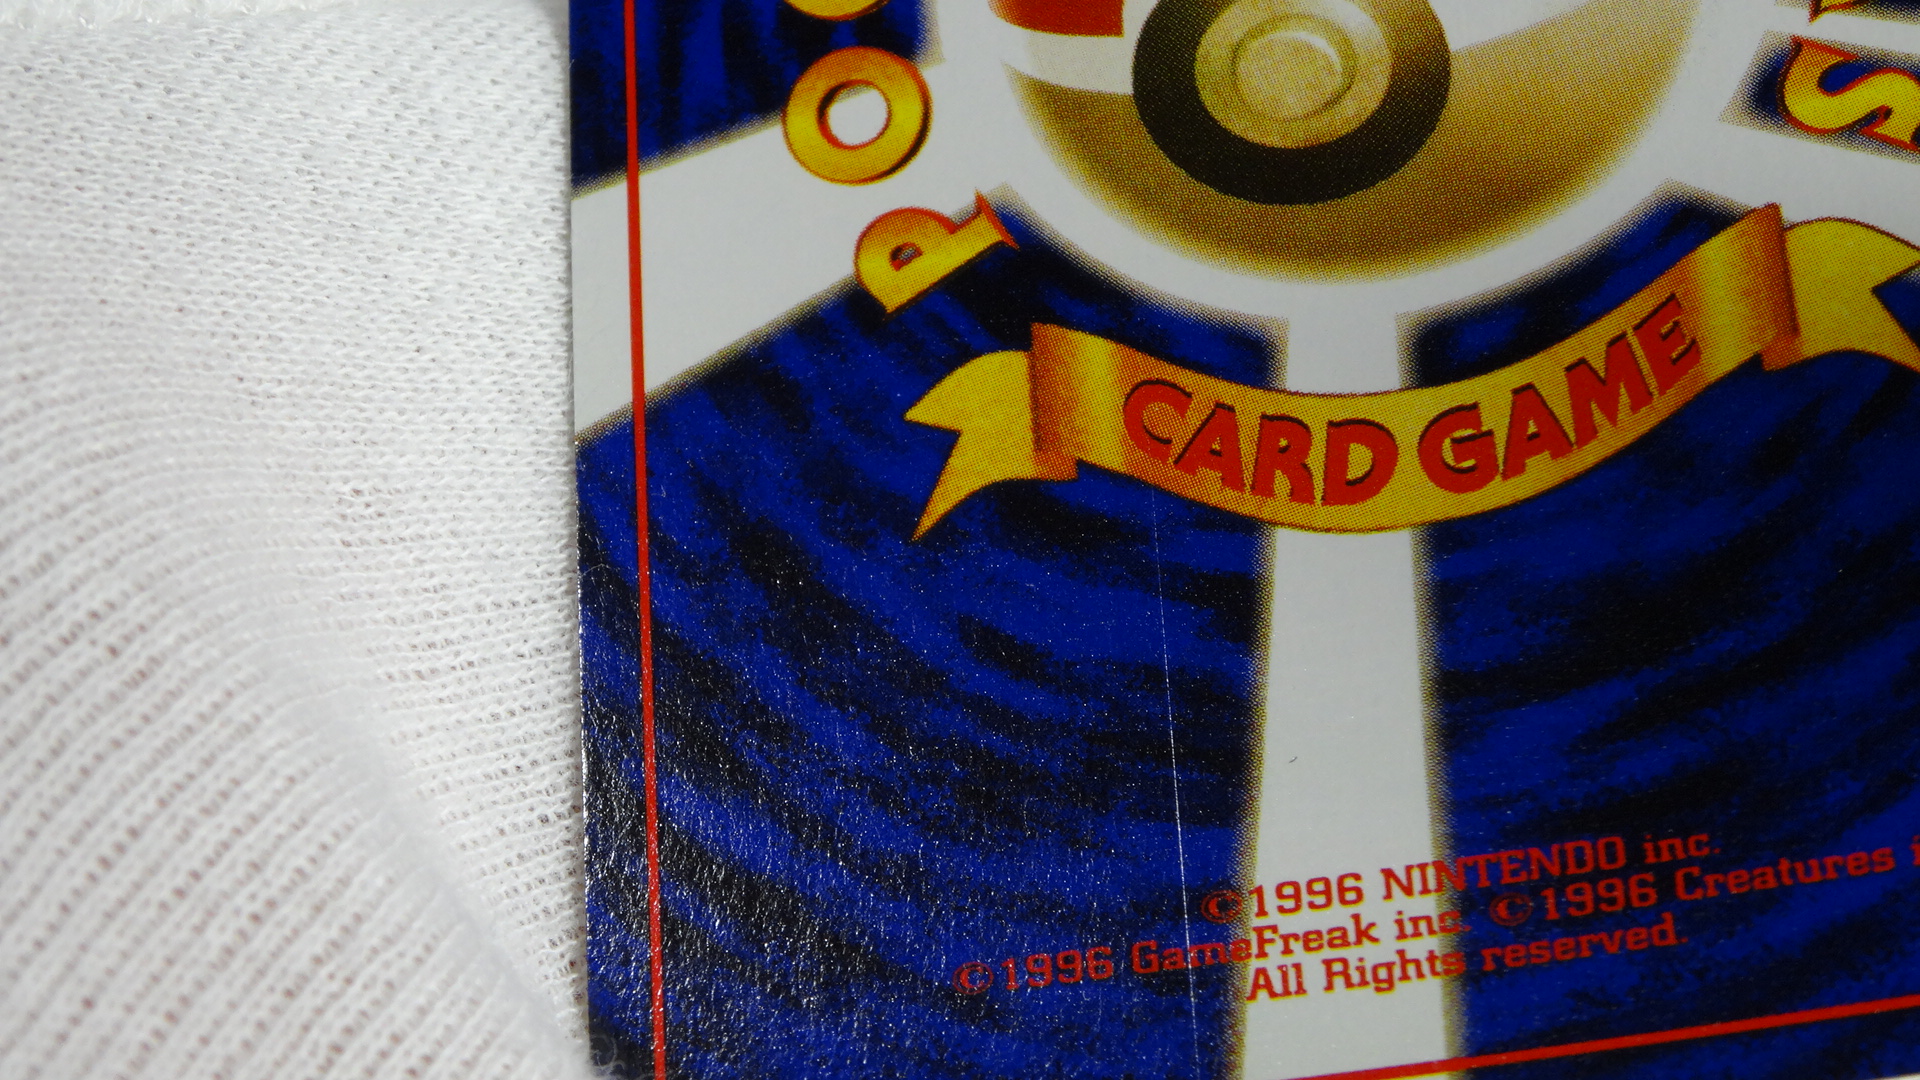 P O
S
CARD GAME
©1996 NINTENDO inc.
©1996 GameFreak inc. ©1996 Creatures i
All Rights reserved.